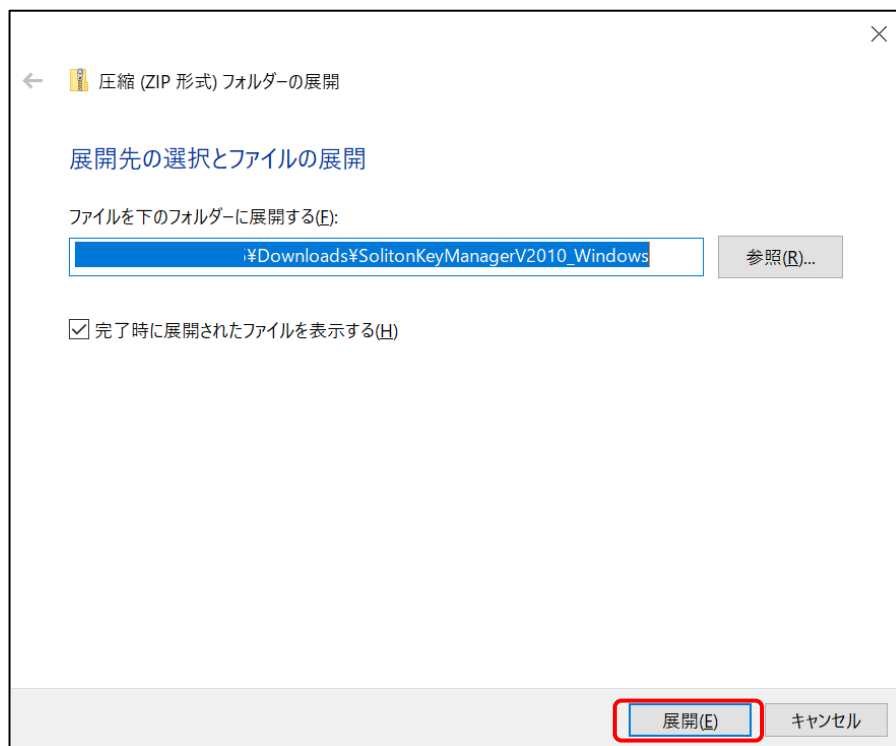 圧縮 (ZIP 形式) フォルダーの展開
展開先の選択とファイルの展開
ファイルを下のフォルダーに展開する(F):
¥Downloads¥SolitonKeyManagerV2010_Windows
参照(R)...
完了時に展開されたファイルを表示する(H)
展開(E)
キャンセル